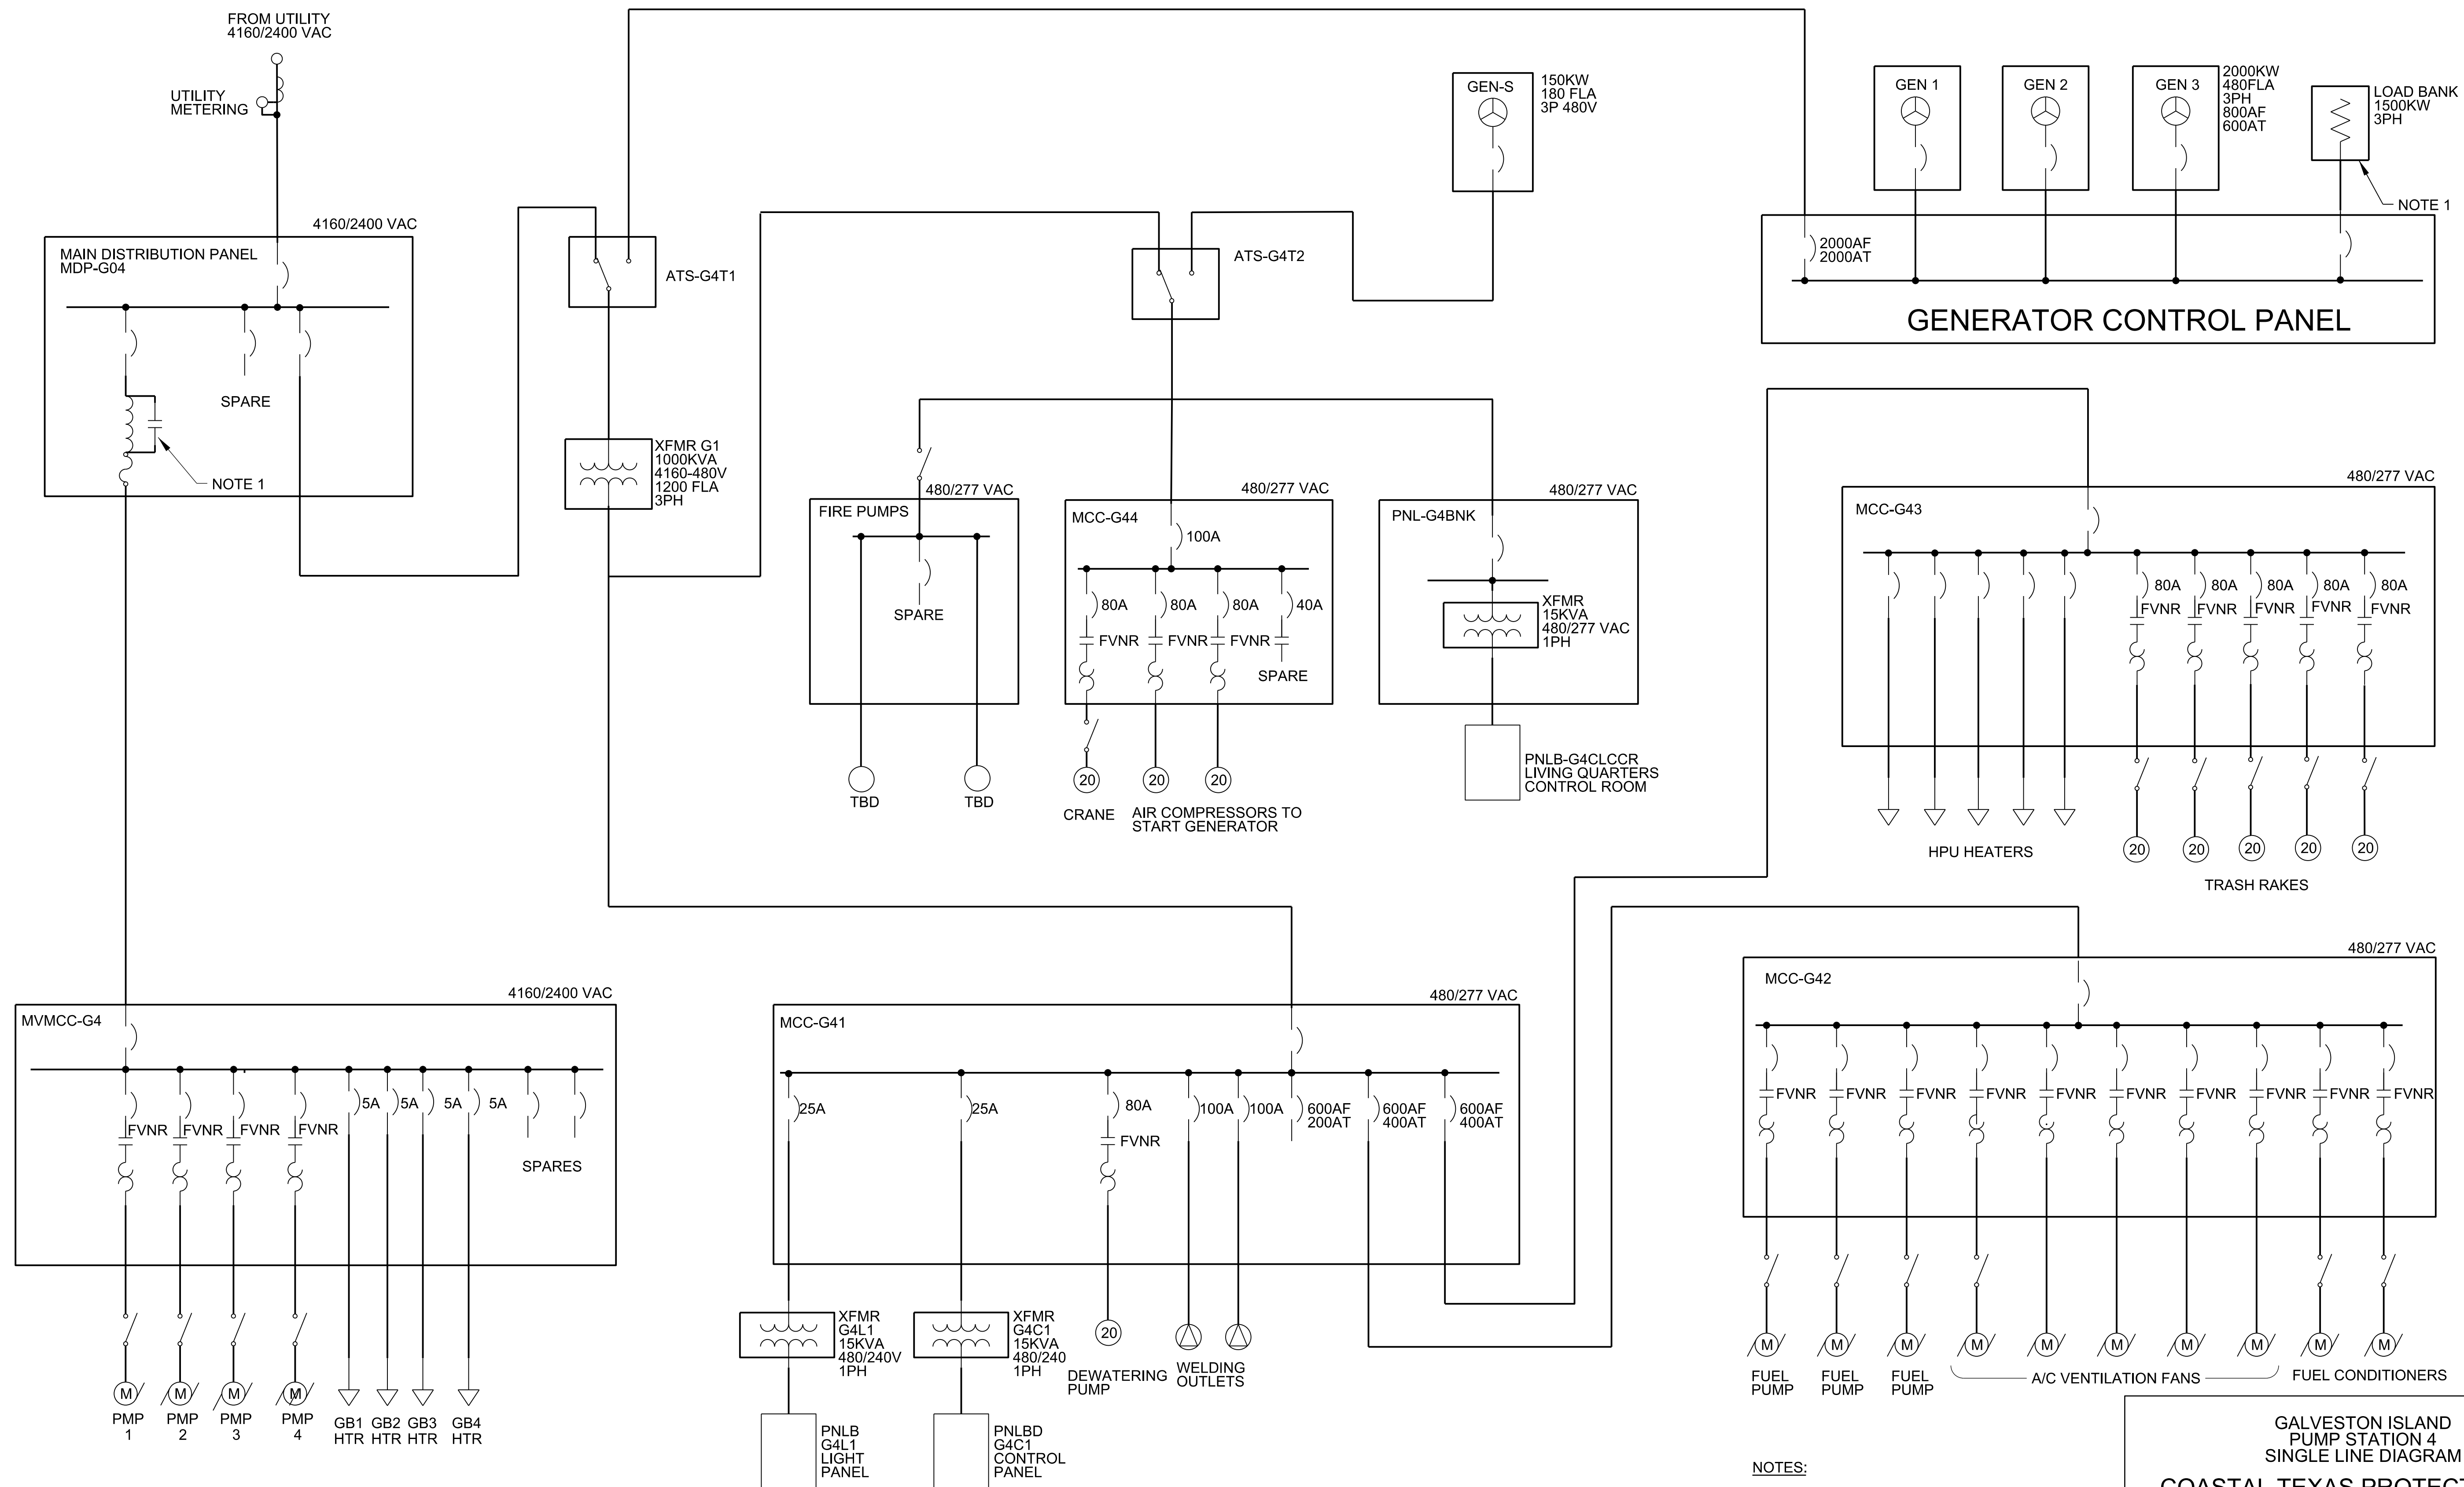 FROM UTILITY
4160/2400 VAC
UTILITY
METERING
4160/2400 VAC
MAIN DISTRIBUTION PANEL
MDP-G04
SPARE
NOTE 1
ATS-G4T1
XFMR G1
1000KVA
4160-480V
1200 FLA
3PH
GEN-S
150KW
180 FLA
3P 480V
ATS-G4T2
GEN 1
GEN 2
GEN 3
2000KW
480FLA
3PH
800AF
600AT
LOAD BANK
1500KW
3PH
NOTE 1
2000AF
2000AT
GENERATOR CONTROL PANEL
480/277 VAC
FIRE PUMPS
SPARE
TBD
TBD
480/277 VAC
MCC-G44
100A
80A
80A
80A
40A
FVNR
FVNR
FVNR
SPARE
20
20
20
CRANE
AIR COMPRESSORS TO
START GENERATOR
480/277 VAC
PNL-G4BNK
XFMR
15KVA
480/277 VAC
1PH
PNLB-G4CLCCR
LIVING QUARTERS
CONTROL ROOM
480/277 VAC
MCC-G43
80A
80A
80A
80A
80A
FVNR
FVNR
FVNR
FVNR
FVNR
HPU HEATERS
20
20
20
20
20
TRASH RAKES
4160/2400 VAC
MVMCC-G4
FVNR
FVNR
FVNR
FVNR
5A
5A
5A
5A
SPARES
M
M
M
M
PMP
1
PMP
2
PMP
3
PMP
4
GB1
HTR
GB2
HTR
GB3
HTR
GB4
HTR
480/277 VAC
MCC-G41
25A
25A
80A
FVNR
100A
100A
600AF
200AT
600AF
400AT
600AF
400AT
XFMR
G4L1
15KVA
480/240V
1PH
XFMR
G4C1
15KVA
480/240
1PH
20
DEWATERING
PUMP
WELDING
OUTLETS
PNLB
G4L1
LIGHT
PANEL
PNLBD
G4C1
CONTROL
PANEL
480/277 VAC
MCC-G42
FVNR
FVNR
FVNR
FVNR
FVNR
FVNR
FVNR
FVNR
FVNR
FVNR
M
M
M
M
M
M
M
M
M
M
FUEL
PUMP
FUEL
PUMP
FUEL
PUMP
A/C VENTILATION FANS
FUEL CONDITIONERS
NOTES:
GALVESTON ISLAND
PUMP STATION 4
SINGLE LINE DIAGRAM
COASTAL TEXAS